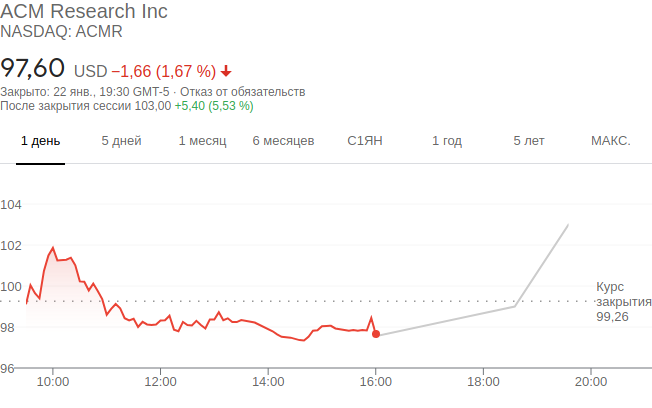 ACM Research Inc
NASDAQ: ACMR
97,60 USD −1,66 (1,67 %)
Закрыто: 22 янв., 19:30 GMT-5 · Отказ от обязательств
После закрытия сессии 103,00 +5,40 (5,53 %)
1 день 5 дней 1 месяц 6 месяцев С1ЯН 1 год 5 лет МАКС.
104
102
100
98
96
Курс
закрытия
99,26
10:00 12:00 14:00 16:00 18:00 20:00